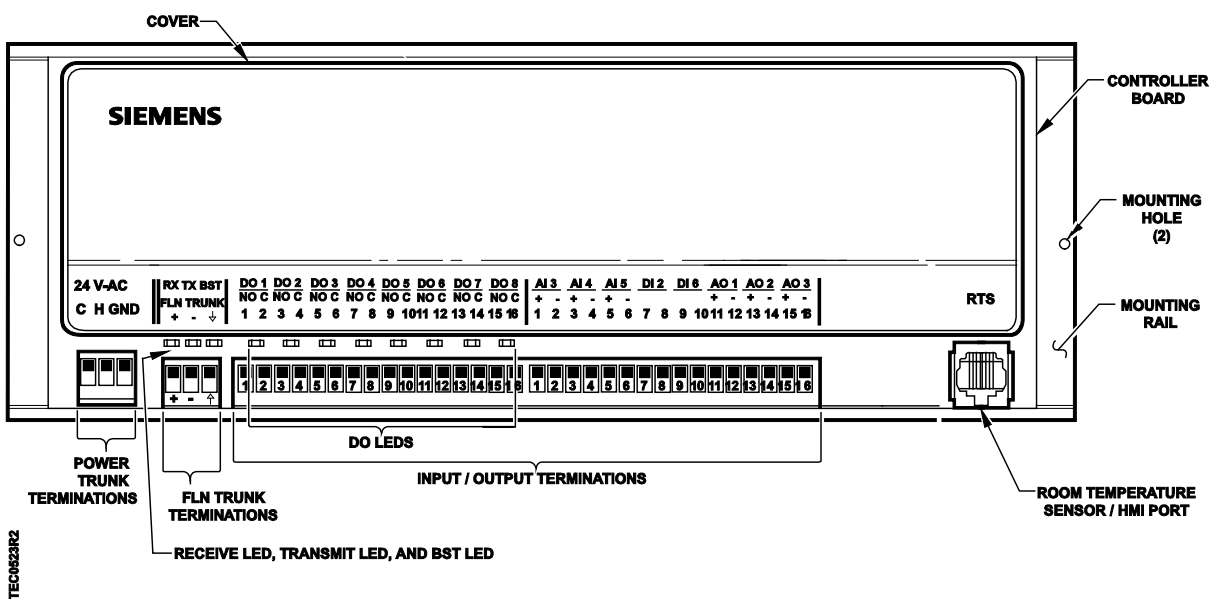 COVER
SIEMENS
CONTROLLER
BOARD
MOUNTING
HOLE
(2)
MOUNTING
RAIL
24 V-AC
C H GND
RX TX BST
FLN TRUNK
+ -
DO 1 DO 2 DO 3 DO 4 DO 5 DO 6 DO 7 DO 8
NO C NO C NO C NO C NO C NO C NO C NO C
1 2 3 4 5 6 7 8 9 10 11 12 13 14 15 16
AI 3 AI 4 AI 5 DI 2 DI 6 AO 1 AO 2 AO 3
+ - + - + - + - + - + -
1 2 3 4 5 6 7 8 9 10 11 12 13 14 15 16
RTS
+ -
1 2 3 4 5 6 7 8 9 10 11 12 13 14 15 16
1 2 3 4 5 6 7 8 9 10 11 12 13 14 15 16
DO LEDS
POWER
TRUNK
TERMINATIONS
FLN TRUNK
TERMINATIONS
INPUT / OUTPUT TERMINATIONS
ROOM TEMPERATURE
SENSOR / HMI PORT
RECEIVE LED, TRANSMIT LED, AND BST LED
TEC0523R2